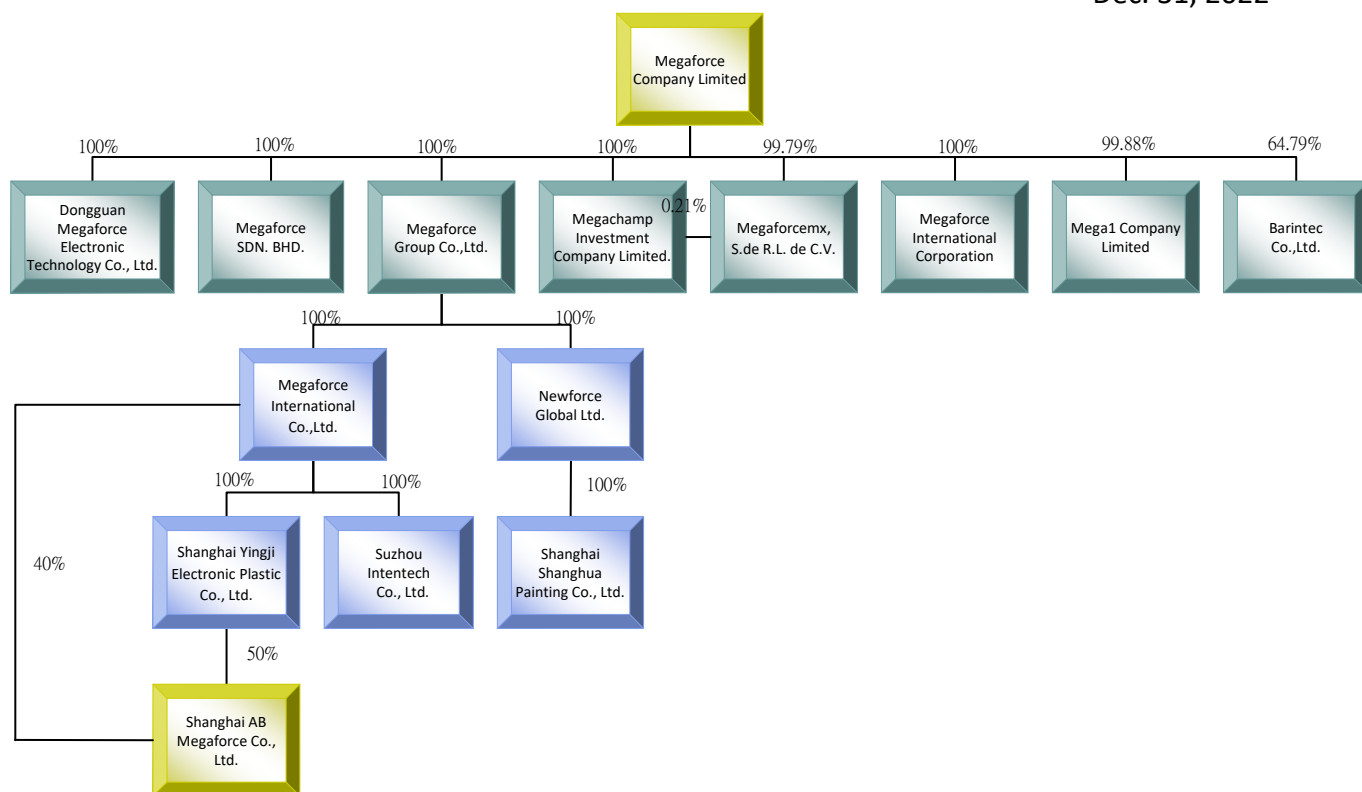 Dec. 31, 2022
Megaforce
Company Limited
100%
100%
100%
100%
99.79%
100%
99.88%
64.79%
Dongguan
Megaforce
Electronic
Technology Co., Ltd.
Megaforce
SDN. BHD.
Megaforce
Group Co.,Ltd.
Megachamp
Investment
Company Limited.
0.21%
Megaforcemx,
S.de R.L. de C.V.
Megaforce
International
Corporation
Mega1 Company
Limited
Barintec
Co.,Ltd.
100%
100%
Megaforce
International
Co.,Ltd.
Newforce
Global Ltd.
100%
100%
100%
Shanghai Yingji
Electronic Plastic
Co., Ltd.
Suzhou
Intentech
Co., Ltd.
Shanghai
Shanghua
Painting Co., Ltd.
40%
50%
Shanghai AB
Megaforce Co.,
Ltd.